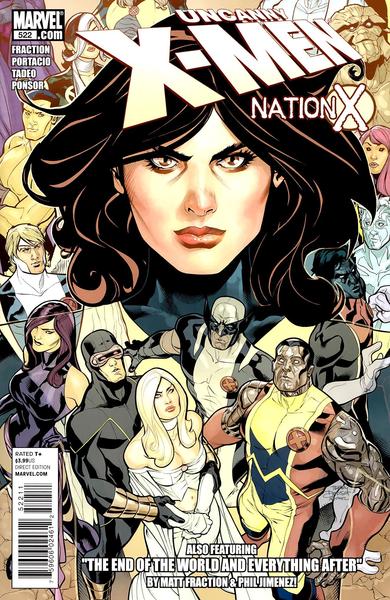 MARVEL
522 .com
FRACTION
PORTACIO
TADEO
PONSOR
UNCANNY
X-MEN
NATION X
RATED T+
$3.99US
DIRECT EDITION
MARVEL.COM
ALSO FEATURING
"THE END OF THE WORLD AND EVERYTHING AFTER"
BY MATT FRACTION & PHIL JIMENEZ!